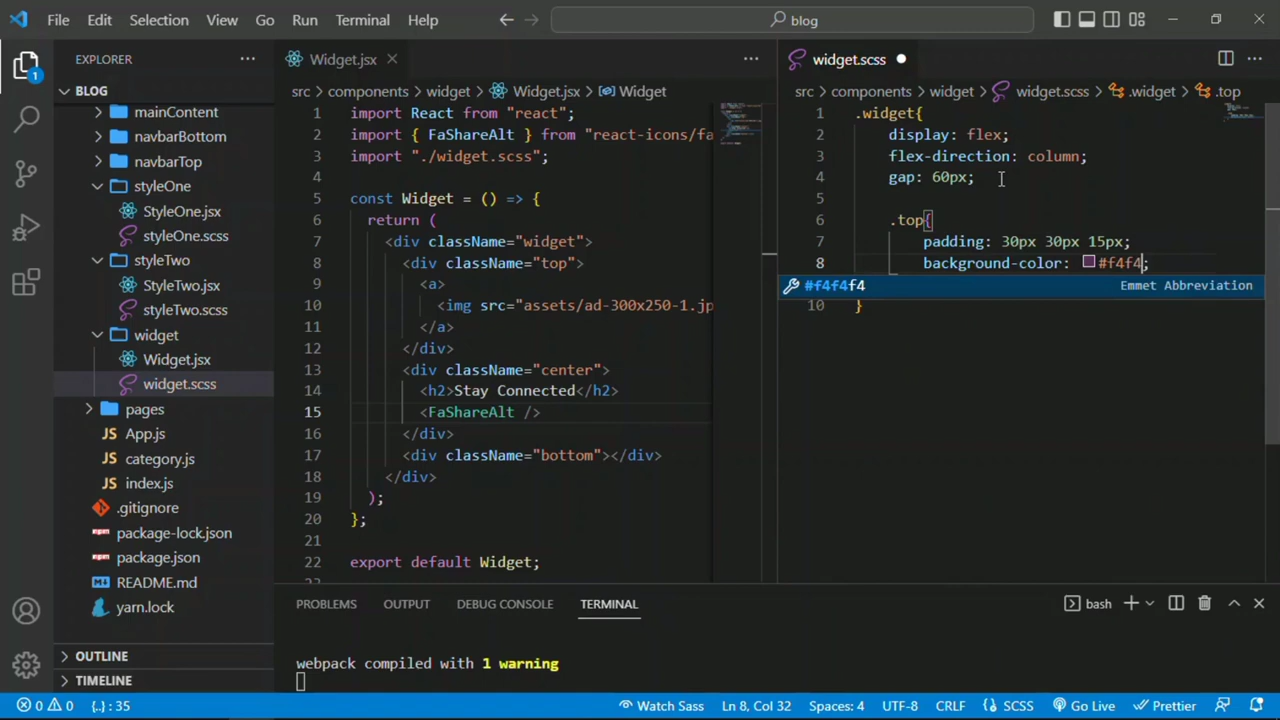 File Edit Selection View Go Run Terminal Help
blog
EXPLORER
BLOG
mainContent
navbarBottom
navbarTop
styleOne
StyleOne.jsx
styleOne.scss
styleTwo
StyleTwo.jsx
styleTwo.scss
widget
Widget.jsx
widget.scss
pages
App.js
category.js
index.js
.gitignore
package-lock.json
package.json
README.md
yarn.lock
OUTLINE
TIMELINE
1
Widget.jsx
src > components > widget > Widget.jsx > Widget
1 import React from "react";
2 import { FaShareAlt } from "react-icons/fa
3 import "./widget.scss";
4
5 const Widget = () => {
6 return (
7 <div className="widget">
8 <div className="top">
9 <a>
10 <img src="assets/ad-300x250-1.jp
11 </a>
12 </div>
13 <div className="center">
14 <h2>Stay Connected</h2>
15 <FaShareAlt />
16 </div>
17 <div className="bottom"></div>
18 </div>
19 );
20 };
21
22 export default Widget;
widget.scss
src > components > widget > widget.scss > .widget > .top
1 .widget{
2 display: flex;
3 flex-direction: column;
4 gap: 60px;
5
6 .top{
7 padding: 30px 30px 15px;
8 background-color: #f4f4;
#f4f4f4 Emmet Abbreviation
10 }
PROBLEMS OUTPUT DEBUG CONSOLE TERMINAL
bash
webpack compiled with 1 warning
0 0 {..} : 35 Watch Sass Ln 8, Col 32 Spaces: 4 UTF-8 CRLF SCSS Go Live Prettier